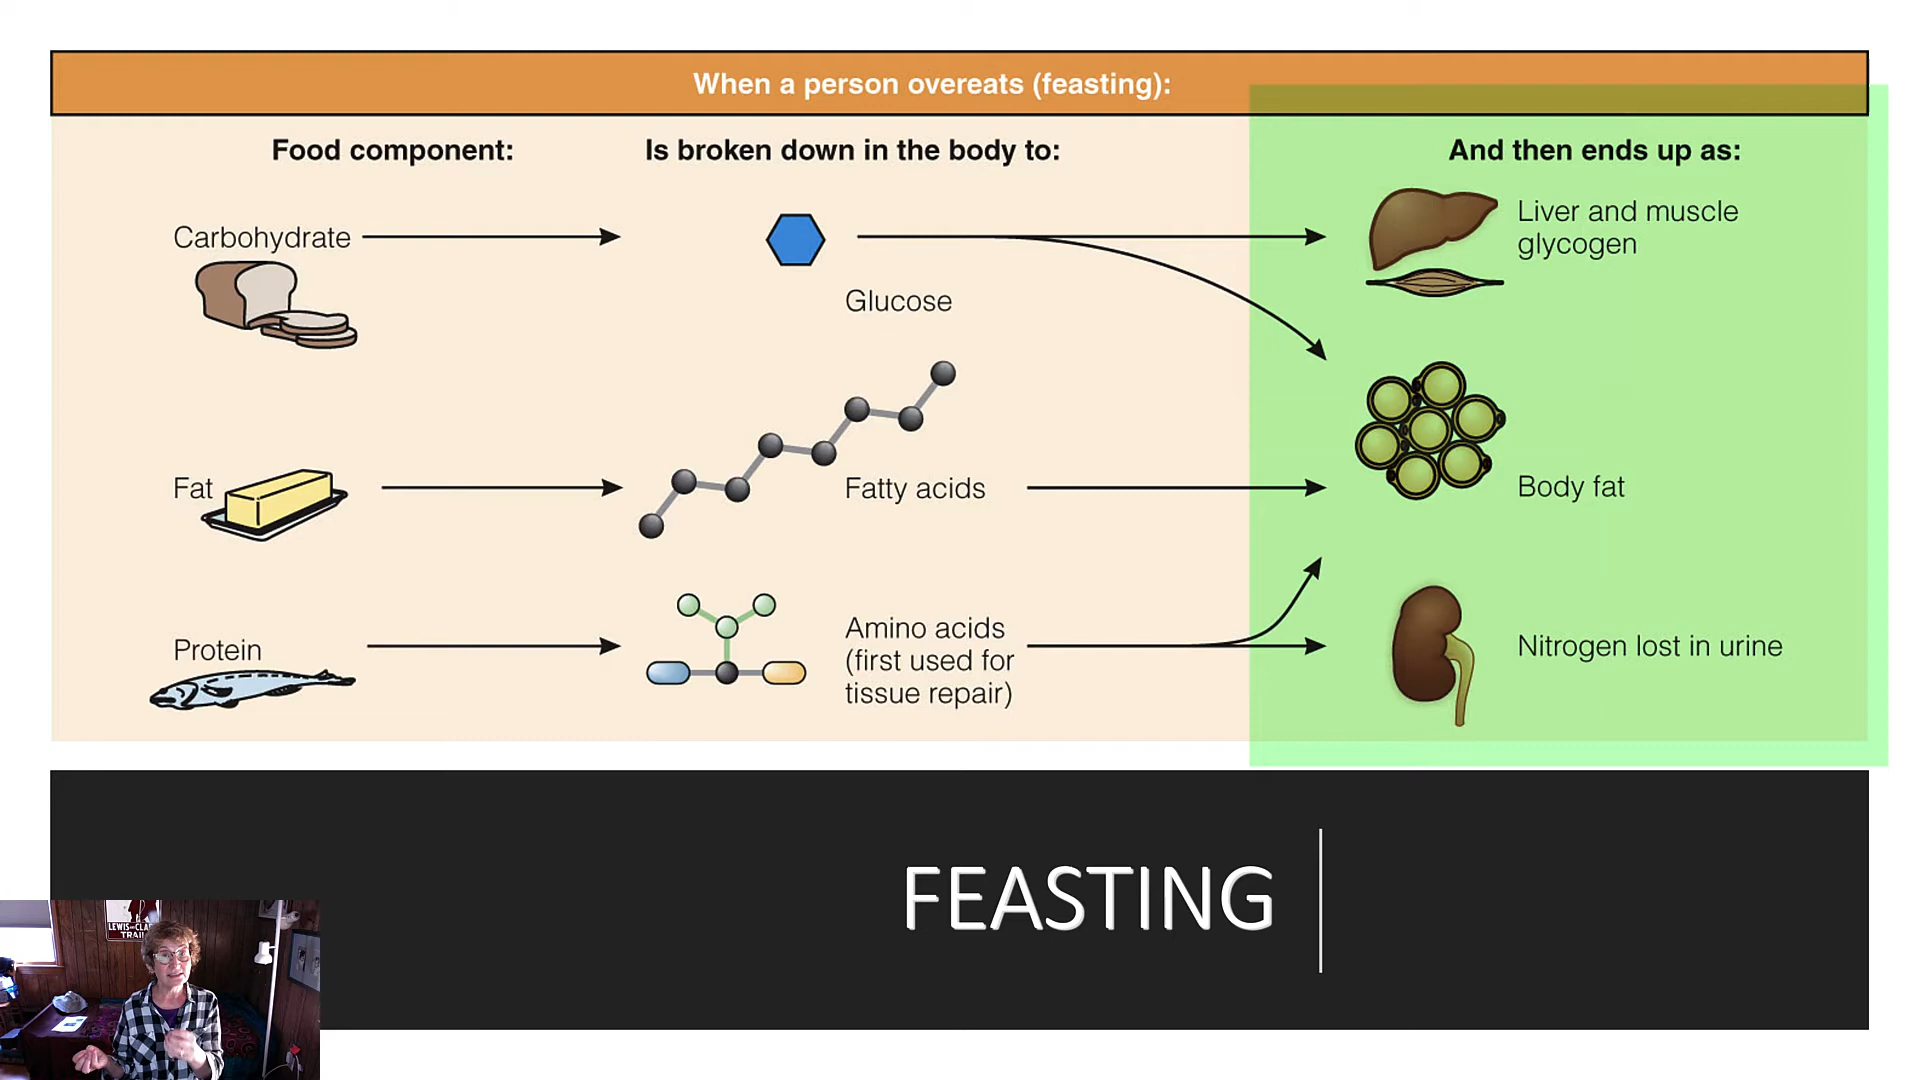 When a person overeats (feasting):
Food component:
Is broken down in the body to:
And then ends up as:
Carbohydrate
Glucose
Liver and muscle
glycogen
Fat
Fatty acids
Body fat
Protein
Amino acids
(first used for
tissue repair)
Nitrogen lost in urine
FEASTING